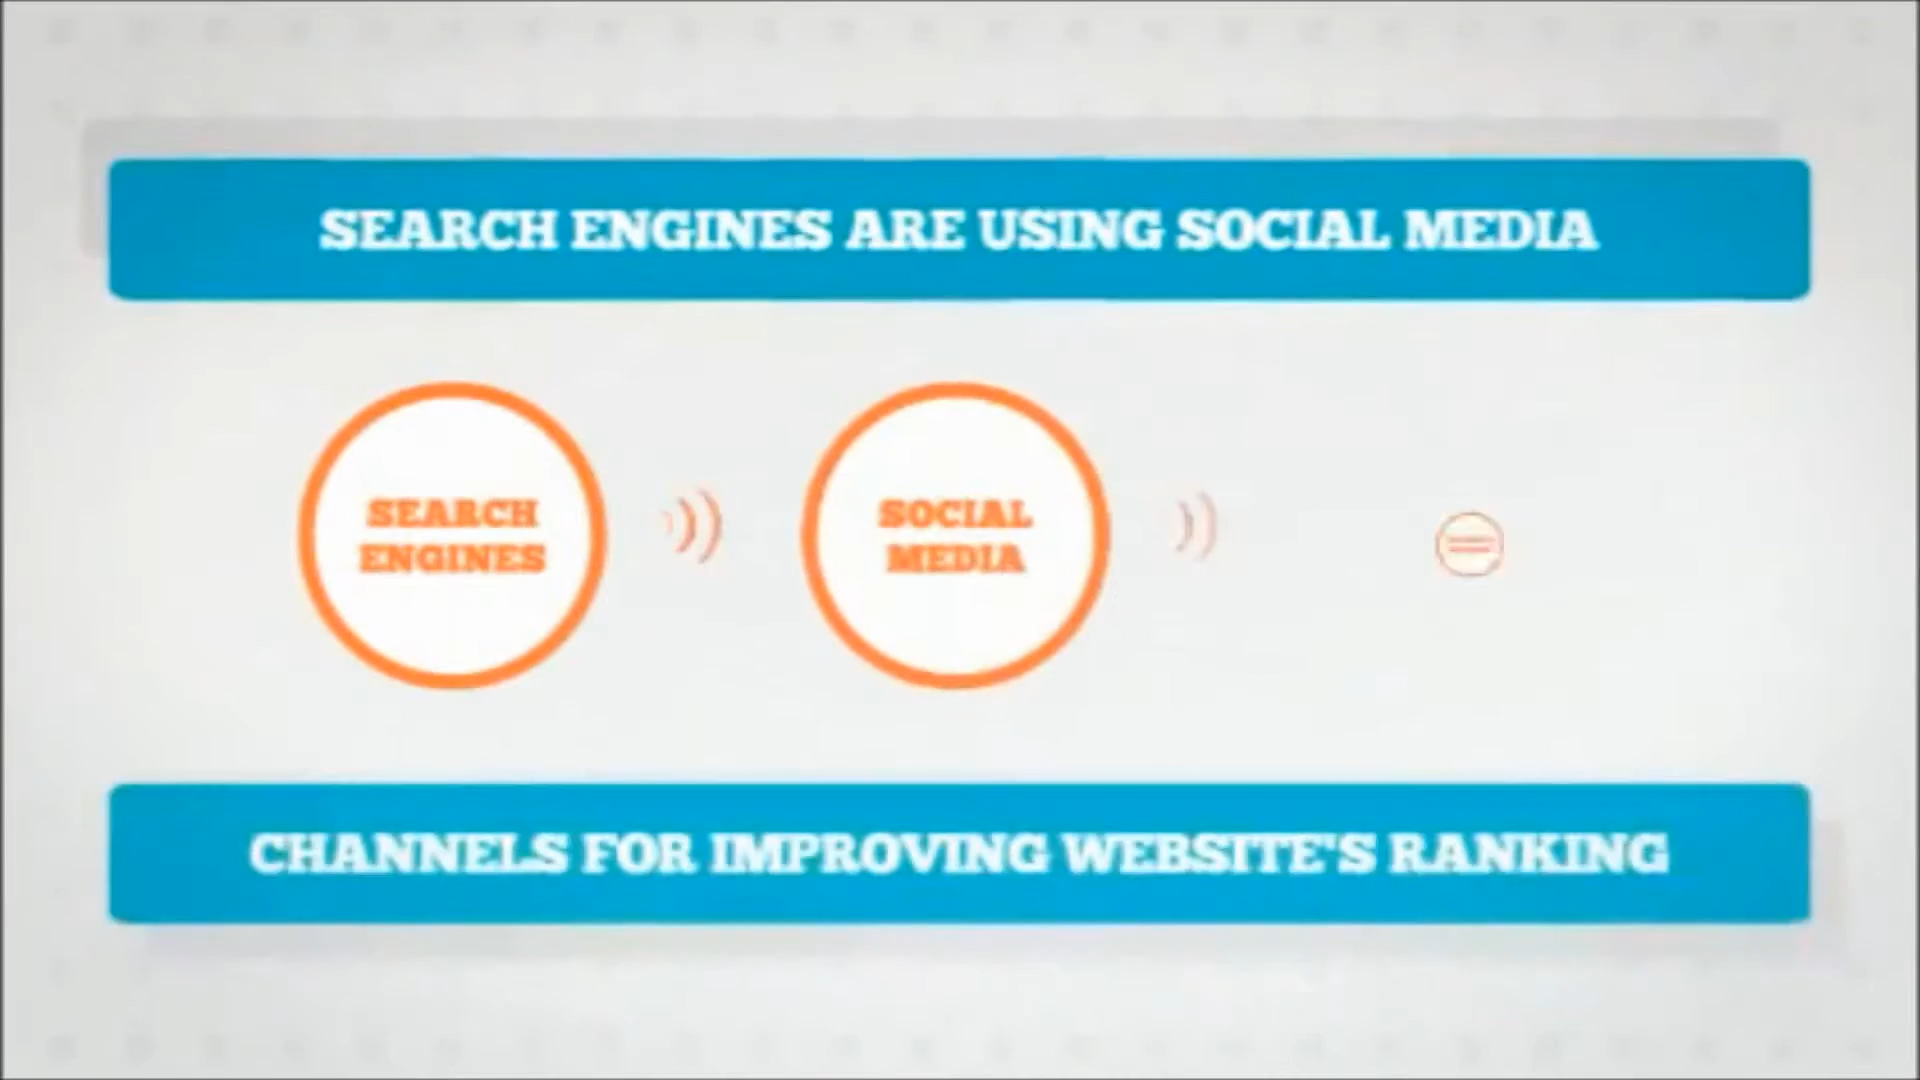 SEARCH ENGINES ARE USING SOCIAL MEDIA
SEARCH
ENGINES
SOCIAL
MEDIA
CHANNELS FOR IMPROVING WEBSITE'S RANKING